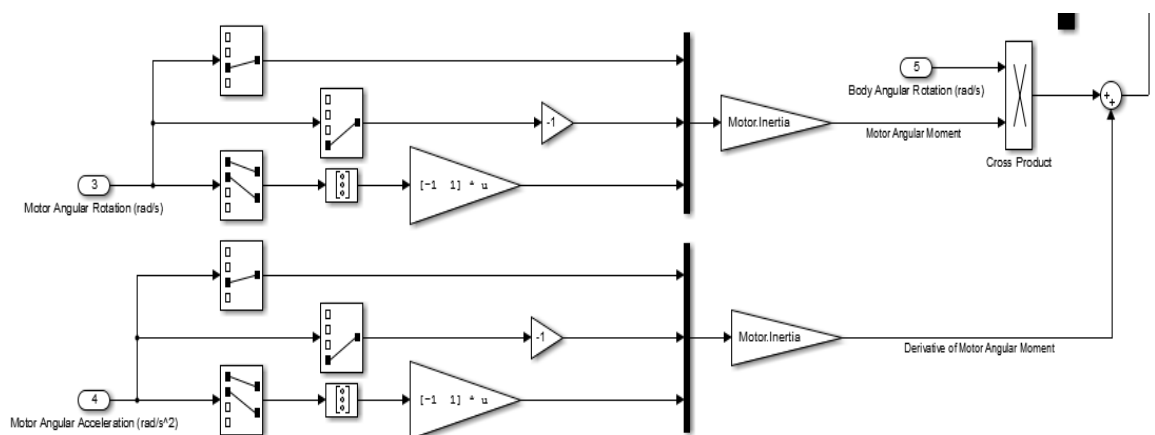 5
Body Angular Rotation (rad/s)
-1
Motor.Inertia
Motor Angular Moment
+
+
Cross Product
3
[-1 1] * u
Motor Angular Rotation (rad/s)
-1
Motor.Inertia
Derivative of Motor Angular Moment
4
[-1 1] * u
Motor Angular Acceleration (rad/s^2)